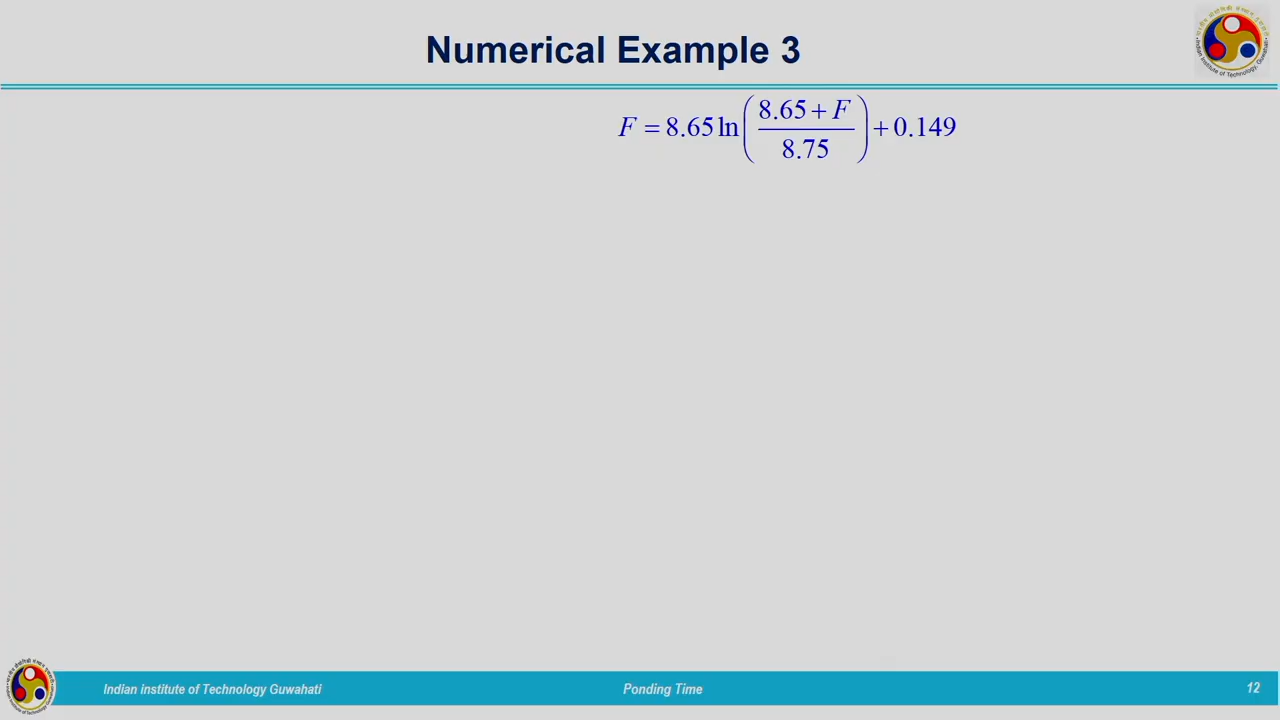 Numerical Example 3
F = 8.65 ln ( (8.65 + F) / 8.75 ) + 0.149
Indian institute of Technology Guwahati
Ponding Time
12